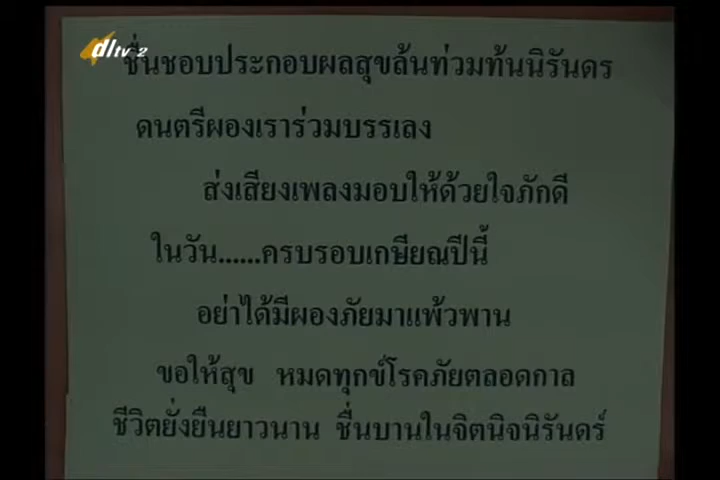 dltv 2
ชื่นชอบประกอบผลสุขล้นท่วมท้นนิรันดร
ดนตรีผองเราร่วมบรรเลง
ส่งเสียงเพลงมอบให้ด้วยใจภักดี
ในวัน......ครบรอบเกษียณปีนี้
อย่าได้มีผองภัยมาแพ้วพาน
ขอให้สุข หมดทุกข์โรคภัยตลอดกาล
ชีวิตยั่งยืนยาวนาน ชื่นบานในจิตนิจนิรันดร์